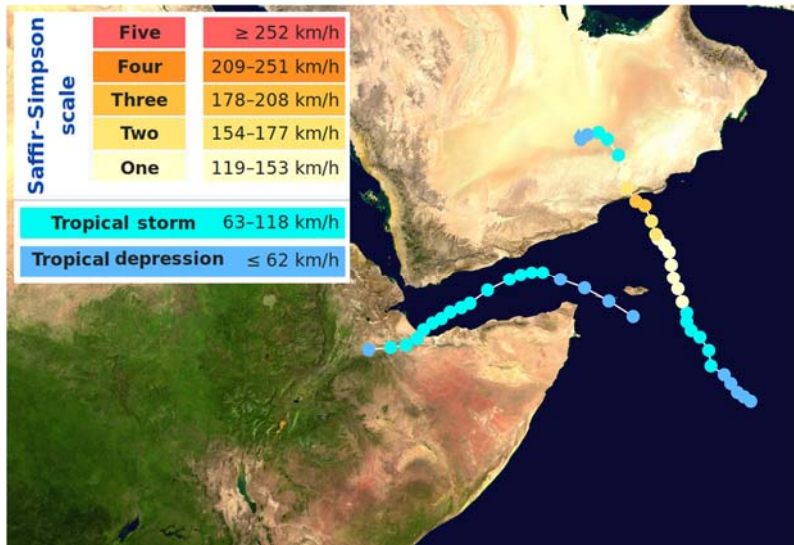 Saffir–Simpson
scale
Five ≥ 252 km/h
Four 209–251 km/h
Three 178–208 km/h
Two 154–177 km/h
One 119–153 km/h
Tropical storm 63–118 km/h
Tropical depression ≤ 62 km/h